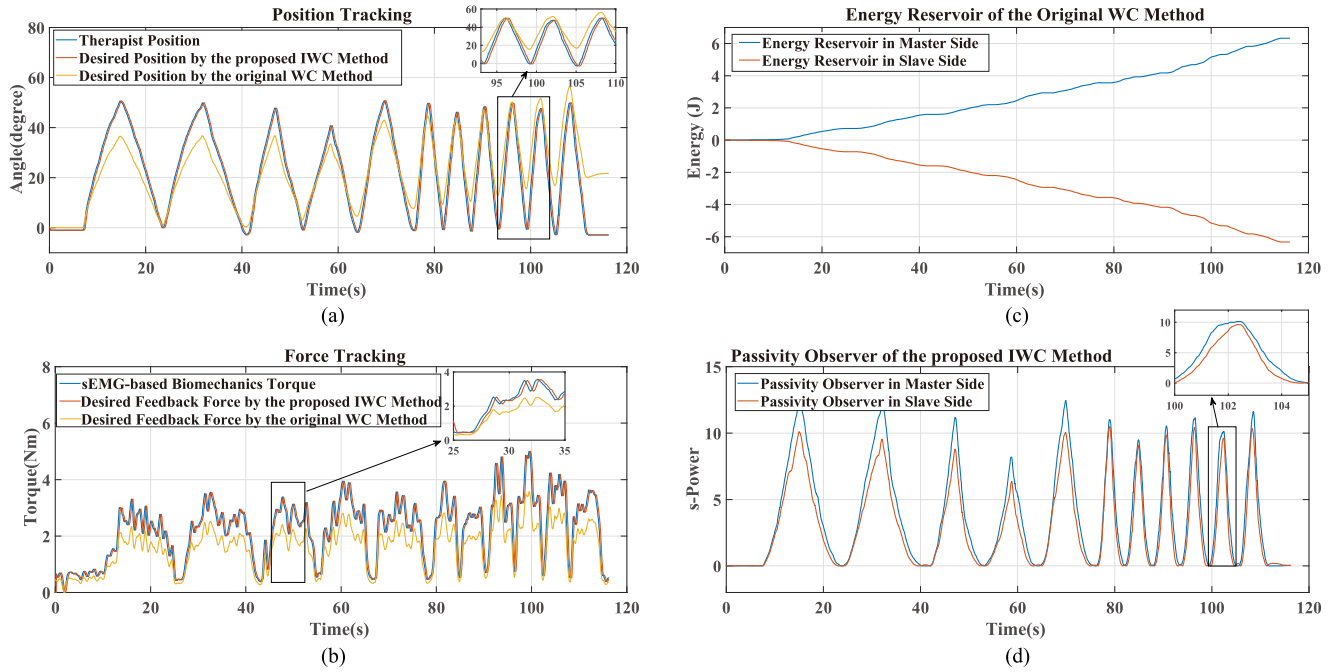 Position Tracking
Therapist Position
Desired Position by the proposed IWC Method
Desired Position by the original WC Method
Angle(degree)
80
60
40
20
0
0 20 40 60 80 100 120
Time(s)
60
40
20
0
95 100 105 110
(a)
Energy Reservoir of the Original WC Method
Energy Reservoir in Master Side
Energy Reservoir in Slave Side
Energy (J)
6
4
2
0
-2
-4
-6
0 20 40 60 80 100 120
Time(s)
(c)
Force Tracking
sEMG-based Biomechanics Torque
Desired Feedback Force by the proposed IWC Method
Desired Feedback Force by the original WC Method
Torque(Nm)
8
6
4
2
0
0 20 40 60 80 100 120
Time(s)
4
2
0
25 30 35
(b)
Passivity Observer of the proposed IWC Method
Passivity Observer in Master Side
Passivity Observer in Slave Side
s-Power
15
10
5
0
0 20 40 60 80 100 120
Time(s)
10
5
0
100 102 104
(d)